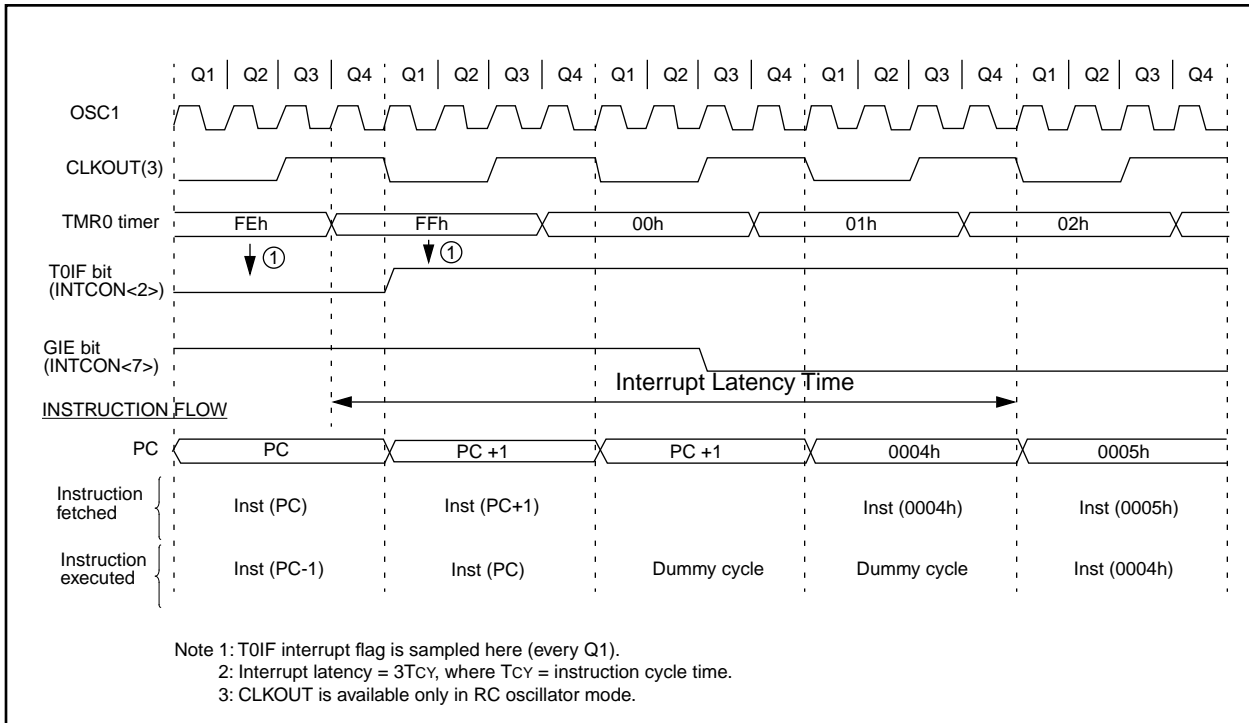 Q1 Q2 Q3 Q4 Q1 Q2 Q3 Q4 Q1 Q2 Q3 Q4 Q1 Q2 Q3 Q4 Q1 Q2 Q3 Q4
OSC1
CLKOUT(3)
TMR0 timer FEh FFh 00h 01h 02h
1 1
T0IF bit
(INTCON<2>)
GIE bit
(INTCON<7>)
Interrupt Latency Time
INSTRUCTION FLOW
PC PC PC +1 PC +1 0004h 0005h
Instruction
fetched
Inst (PC) Inst (PC+1) Inst (0004h) Inst (0005h)
Instruction
executed
Inst (PC-1) Inst (PC) Dummy cycle Dummy cycle Inst (0004h)
Note 1: T0IF interrupt flag is sampled here (every Q1).
2: Interrupt latency = 3TCY, where TCY = instruction cycle time.
3: CLKOUT is available only in RC oscillator mode.